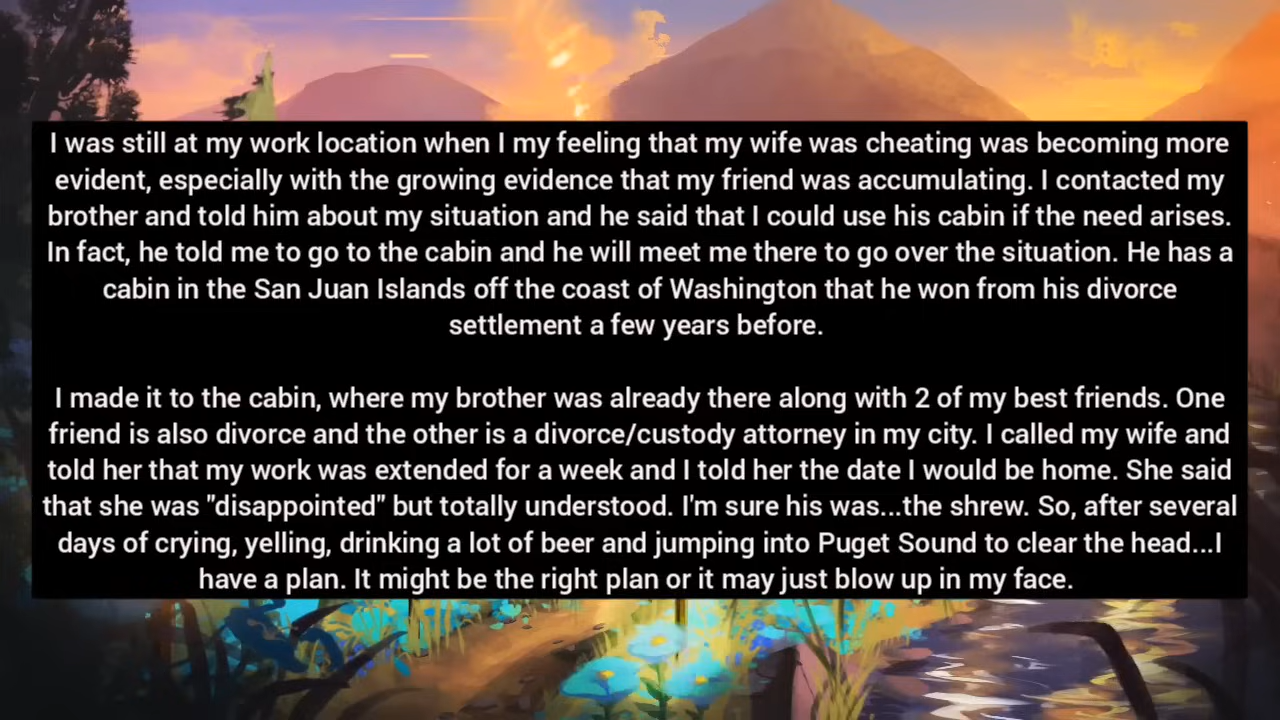 I was still at my work location when I my feeling that my wife was cheating was becoming more
evident, especially with the growing evidence that my friend was accumulating. I contacted my
brother and told him about my situation and he said that I could use his cabin if the need arises.
In fact, he told me to go to the cabin and he will meet me there to go over the situation. He has a
cabin in the San Juan Islands off the coast of Washington that he won from his divorce
settlement a few years before.
I made it to the cabin, where my brother was already there along with 2 of my best friends. One
friend is also divorce and the other is a divorce/custody attorney in my city. I called my wife and
told her that my work was extended for a week and I told her the date I would be home. She said
that she was "disappointed" but totally understood. I'm sure his was...the shrew. So, after several
days of crying, yelling, drinking a lot of beer and jumping into Puget Sound to clear the head...I
have a plan. It might be the right plan or it may just blow up in my face.